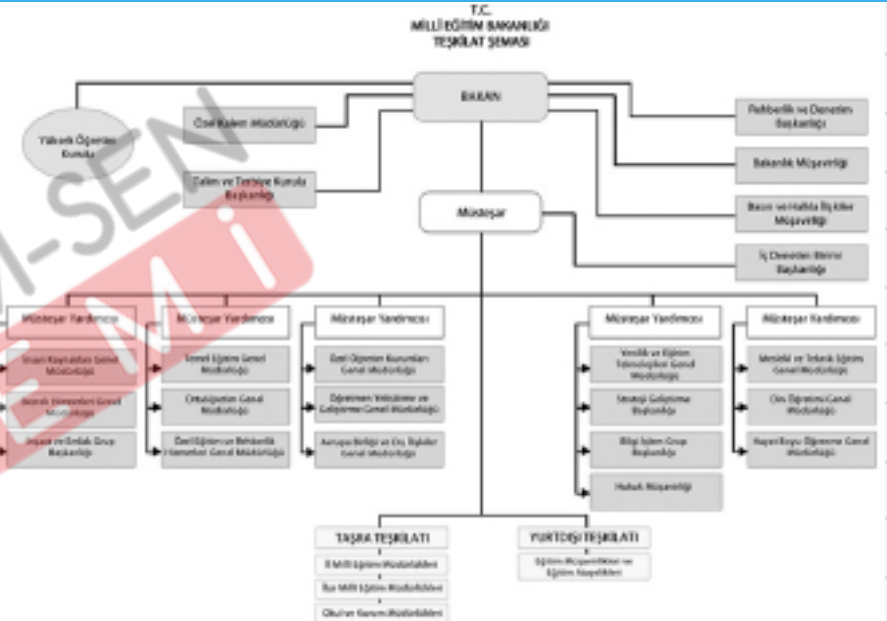 T.C.
MİLLİ EĞİTİM BAKANLIĞI
TEŞKİLAT ŞEMASI
BAKAN
Yüksek Öğretim
Kurulu
Özel Kalem Müdürlüğü
Talim ve Terbiye Kurulu
Başkanlığı
Rehberlik ve Denetim
Başkanlığı
Bakanlık Müşavirliği
Basın ve Halkla İlişkiler
Müşavirliği
Müsteşar
İç Denetim Birimi
Başkanlığı
-SEN
EMİ
Müsteşar Yardımcısı
İnsan Kaynakları Genel
Müdürlüğü
Destek Hizmetleri Genel
Müdürlüğü
İnşaat ve Emlak Grup
Başkanlığı
Müsteşar Yardımcısı
Temel Eğitim Genel
Müdürlüğü
Ortaöğretim Genel
Müdürlüğü
Özel Eğitim ve Rehberlik
Hizmetleri Genel Müdürlüğü
Müsteşar Yardımcısı
Özel Öğretim Kurumları
Genel Müdürlüğü
Öğretmen Yetiştirme ve
Geliştirme Genel Müdürlüğü
Avrupa Birliği ve Dış İlişkiler
Genel Müdürlüğü
Müsteşar Yardımcısı
Yenilik ve Eğitim
Teknolojileri Genel
Müdürlüğü
Strateji Geliştirme
Başkanlığı
Bilgi İşlem Grup
Başkanlığı
Hukuk Müşavirliği
Müsteşar Yardımcısı
Mesleki ve Teknik Eğitim
Genel Müdürlüğü
Din Öğretimi Genel
Müdürlüğü
Hayat Boyu Öğrenme Genel
Müdürlüğü
TAŞRA TEŞKİLATI
İl Milli Eğitim Müdürlükleri
İlçe Milli Eğitim Müdürlükleri
Okul ve Kurum Müdürlükleri
YURTDIŞI TEŞKİLATI
Eğitim Müşavirlikleri ve
Eğitim Ataşelikleri